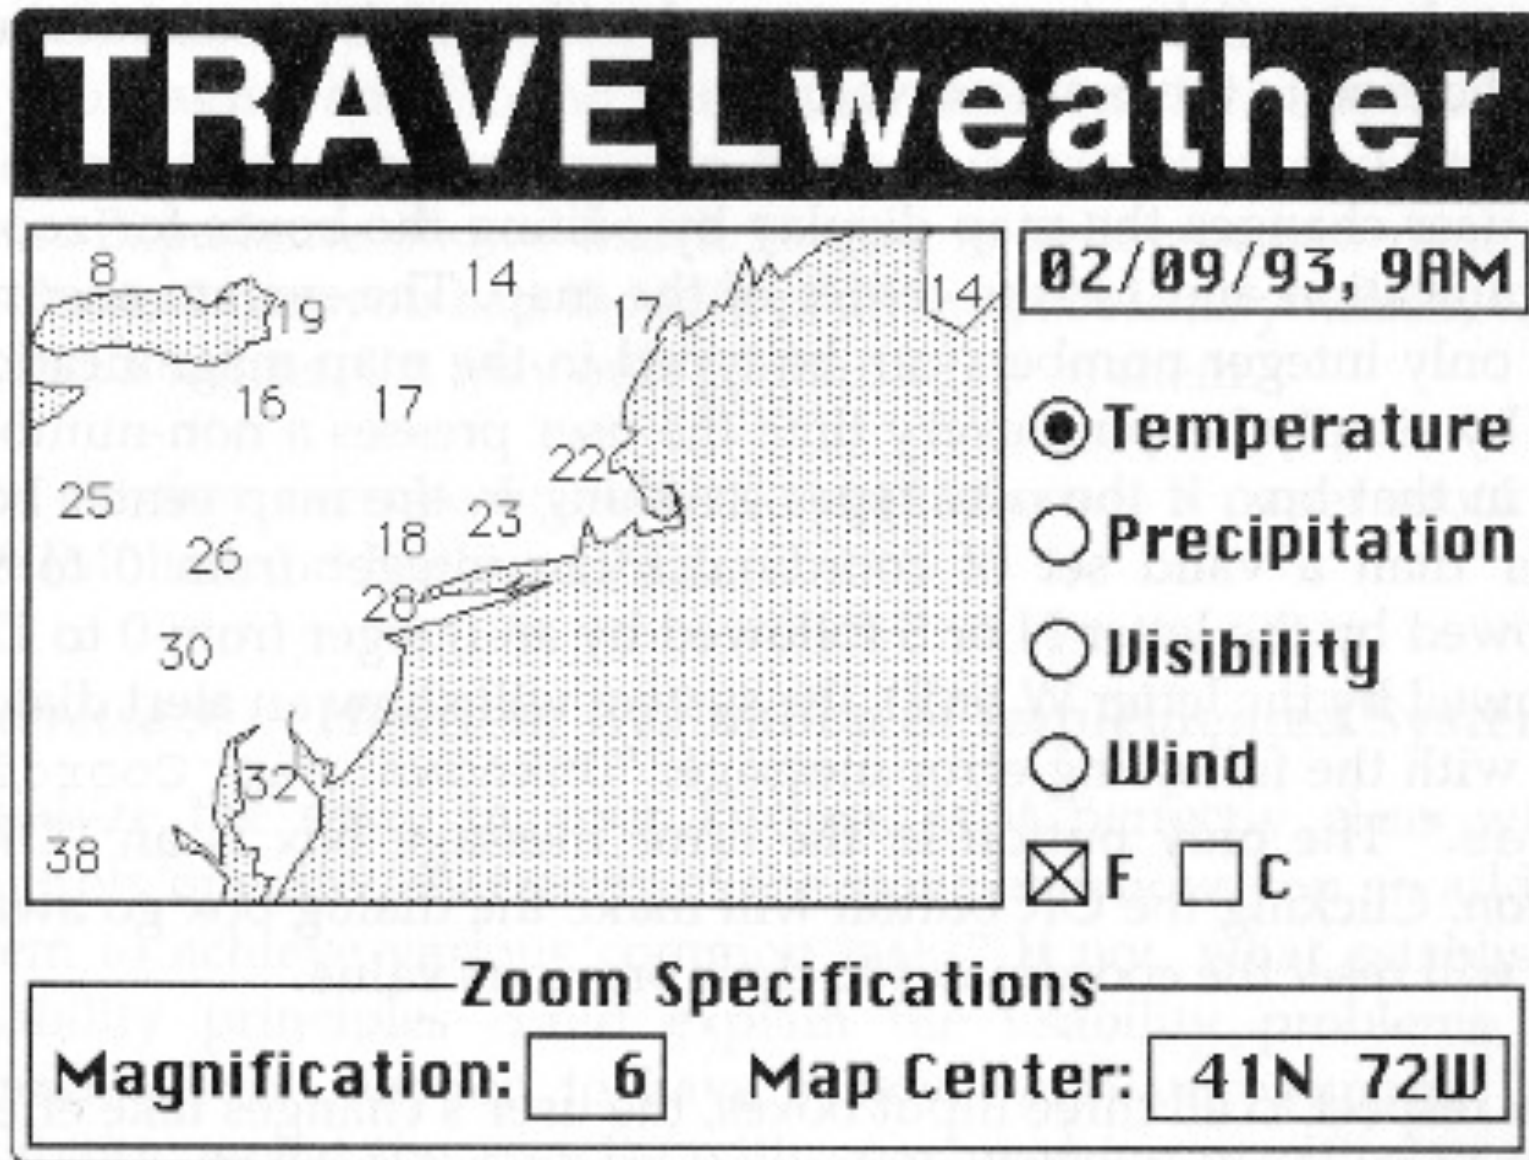 TRAVELweather
8
14
19
17
14
02/09/93, 9AM
16
17
Temperature
22
25
23
18
26
Precipitation
28
30
Visibility
32
Wind
38
F
C
Zoom Specifications
Magnification: 6
Map Center: 41N 72W